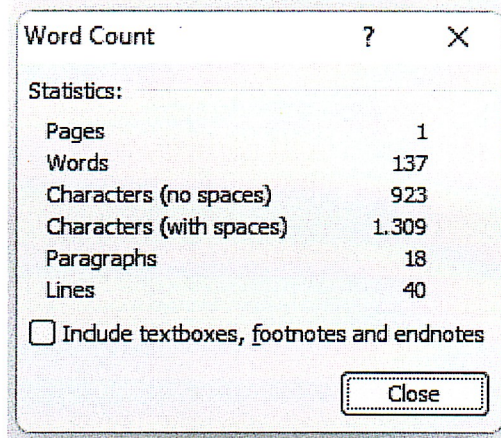 Word Count ? X
Statistics:
Pages 1
Words 137
Characters (no spaces) 923
Characters (with spaces) 1.309
Paragraphs 18
Lines 40
Include textboxes, footnotes and endnotes
Close